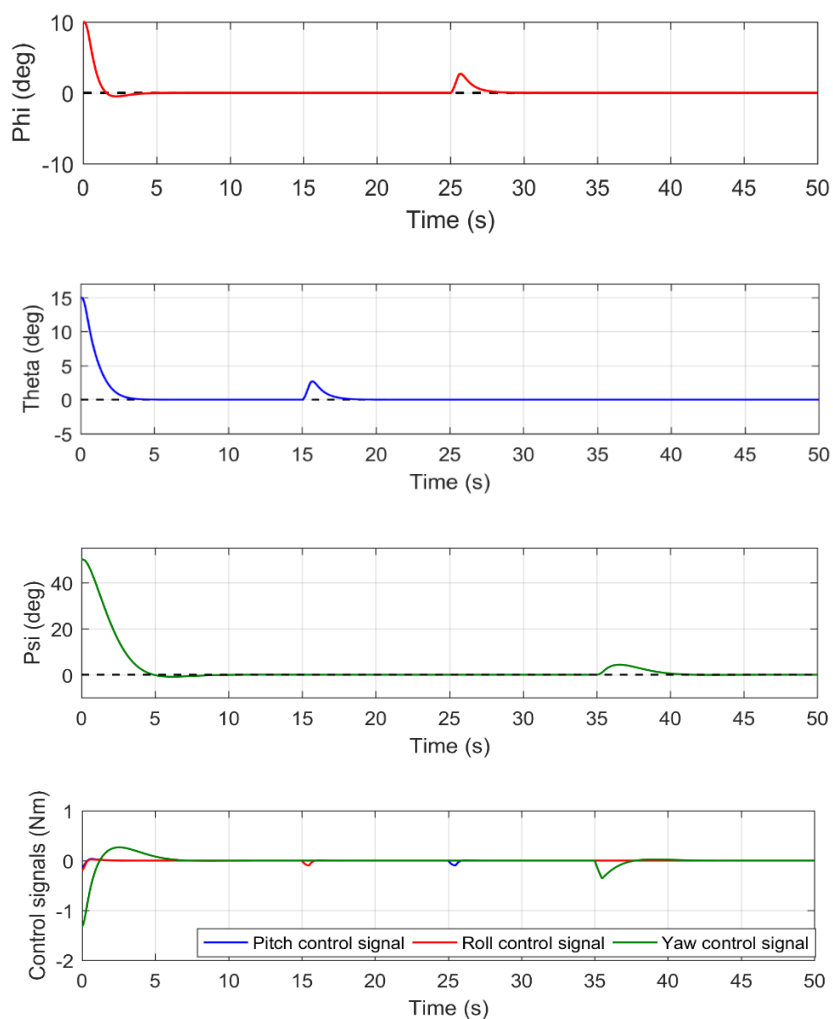 Phi (deg)
10
0
-10
0 5 10 15 20 25 30 35 40 45 50
Time (s)
Theta (deg)
15
10
5
0
-5
0 5 10 15 20 25 30 35 40 45 50
Time (s)
Psi (deg)
40
20
0
0 5 10 15 20 25 30 35 40 45 50
Time (s)
Control signals (Nm)
1
0
-1
-2
Pitch control signal Roll control signal Yaw control signal
0 5 10 15 20 25 30 35 40 45 50
Time (s)